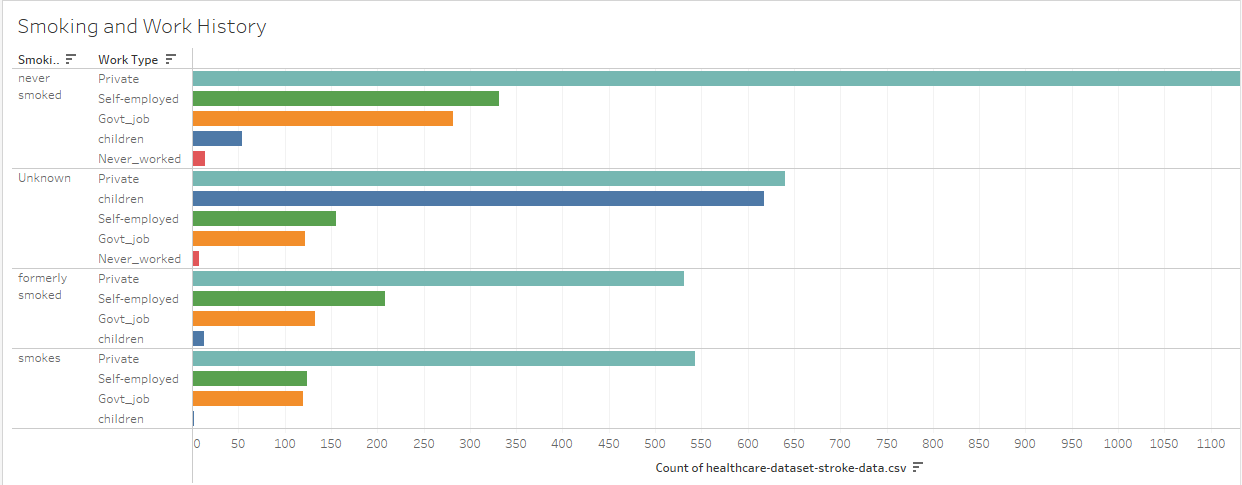 Smoking and Work History
Smoki.. Work Type
never smoked
Private
Self-employed
Govt_job
children
Never_worked
Unknown
Private
children
Self-employed
Govt_job
Never_worked
formerly smoked
Private
Self-employed
Govt_job
children
smokes
Private
Self-employed
Govt_job
children
0 50 100 150 200 250 300 350 400 450 500 550 600 650 700 750 800 850 900 950 1000 1050 1100
Count of healthcare-dataset-stroke-data.csv